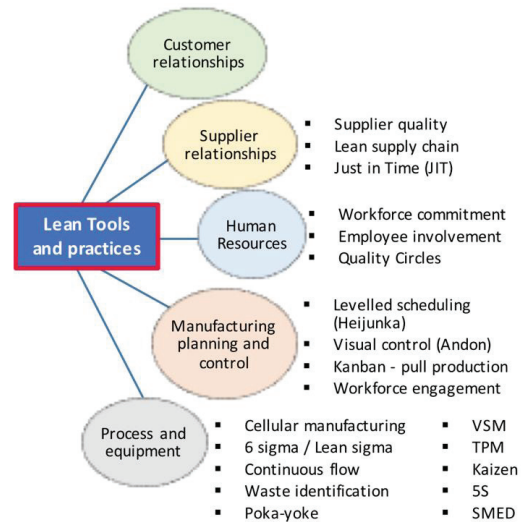 Customer
relationships
Supplier
relationships
▪ Supplier quality
▪ Lean supply chain
▪ Just in Time (JIT)
Lean Tools
and practices
Human
Resources
▪ Workforce commitment
▪ Employee involvement
▪ Quality Circles
Manufacturing
planning and
control
▪ Levelled scheduling
(Heijunka)
▪ Visual control (Andon)
▪ Kanban - pull production
▪ Workforce engagement
Process and
equipment
▪ Cellular manufacturing
▪ 6 sigma / Lean sigma
▪ Continuous flow
▪ Waste identification
▪ Poka-yoke
▪ VSM
▪ TPM
▪ Kaizen
▪ 5S
▪ SMED